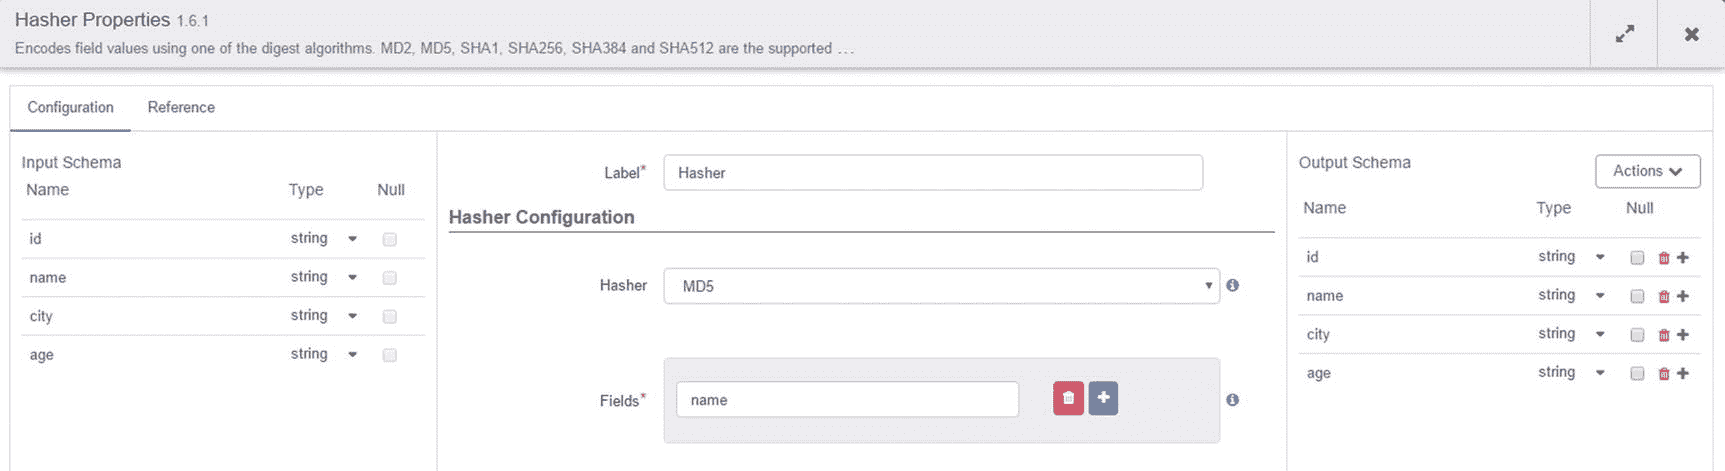 Hasher Properties 1.6.1
Encodes field values using one of the digest algorithms. MD2, MD5, SHA1, SHA256, SHA384 and SHA512 are the supported ...
Configuration Reference
Input Schema
Name Type Null
id string
name string
city string
age string
Label* Hasher
Hasher Configuration
Hasher MD5
Fields* name
Output Schema Actions
Name Type Null
id string
name string
city string
age string